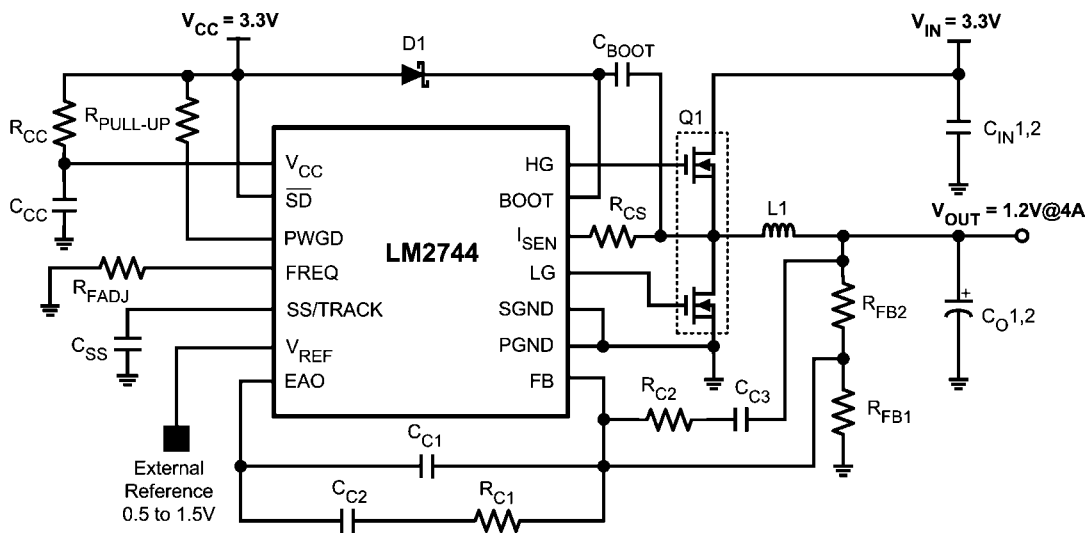 V_CC = 3.3V
D1
C_BOOT
V_IN = 3.3V
R_CC
R_PULL-UP
Q1
C_IN1,2
V_CC
HG
SD
BOOT
R_CS
L1
V_OUT = 1.2V@4A
C_CC
PWGD
LM2744
I_SEN
FREQ
LG
R_FADJ
SS/TRACK
SGND
R_FB2
C_O1,2
+
C_SS
V_REF
PGND
EAO
FB
R_C2
C_C3
R_FB1
C_C1
External
Reference
0.5 to 1.5V
C_C2
R_C1